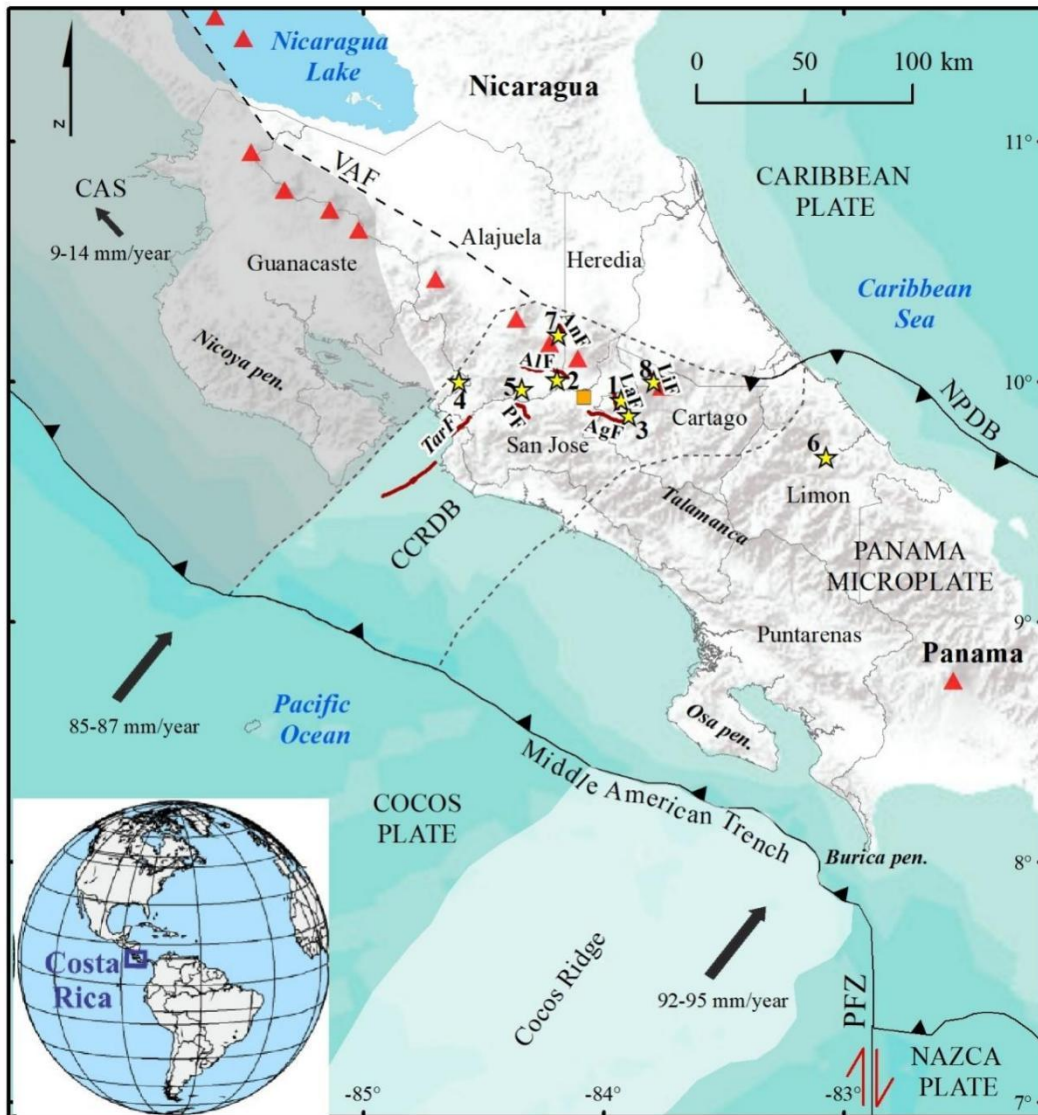 Nicaragua
Lake
Nicaragua
0 50 100 km
N
11°
VAF
CAS
9-14 mm/year
CARIBBEAN
PLATE
Alajuela
Heredia
Guanacaste
Caribbean
Sea
Nicoya pen.
7
AnF
AlF
2
4
5
PF
1
LaF
8
LiF
10°
NPDB
TarF
San Jose
AgF
3
Cartago
6
Limon
CCRDB
Talamanca
PANAMA
MICROPLATE
9°
Puntarenas
Panama
85-87 mm/year
Pacific
Ocean
Osa pen.
Middle American Trench
COCOS
PLATE
Burica pen.
8°
Costa
Rica
Cocos Ridge
92-95 mm/year
PFZ
NAZCA
PLATE
-85°
-84°
-83°
7°